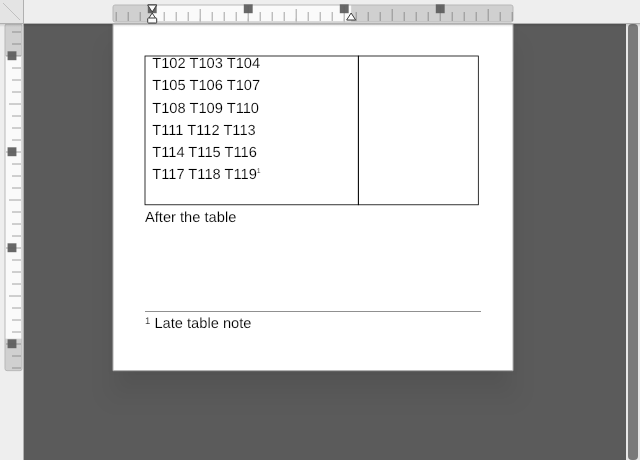 T102 T103 T104
T105 T106 T107
T108 T109 T110
T111 T112 T113
T114 T115 T116
T117 T118 T119¹
After the table
¹ Late table note